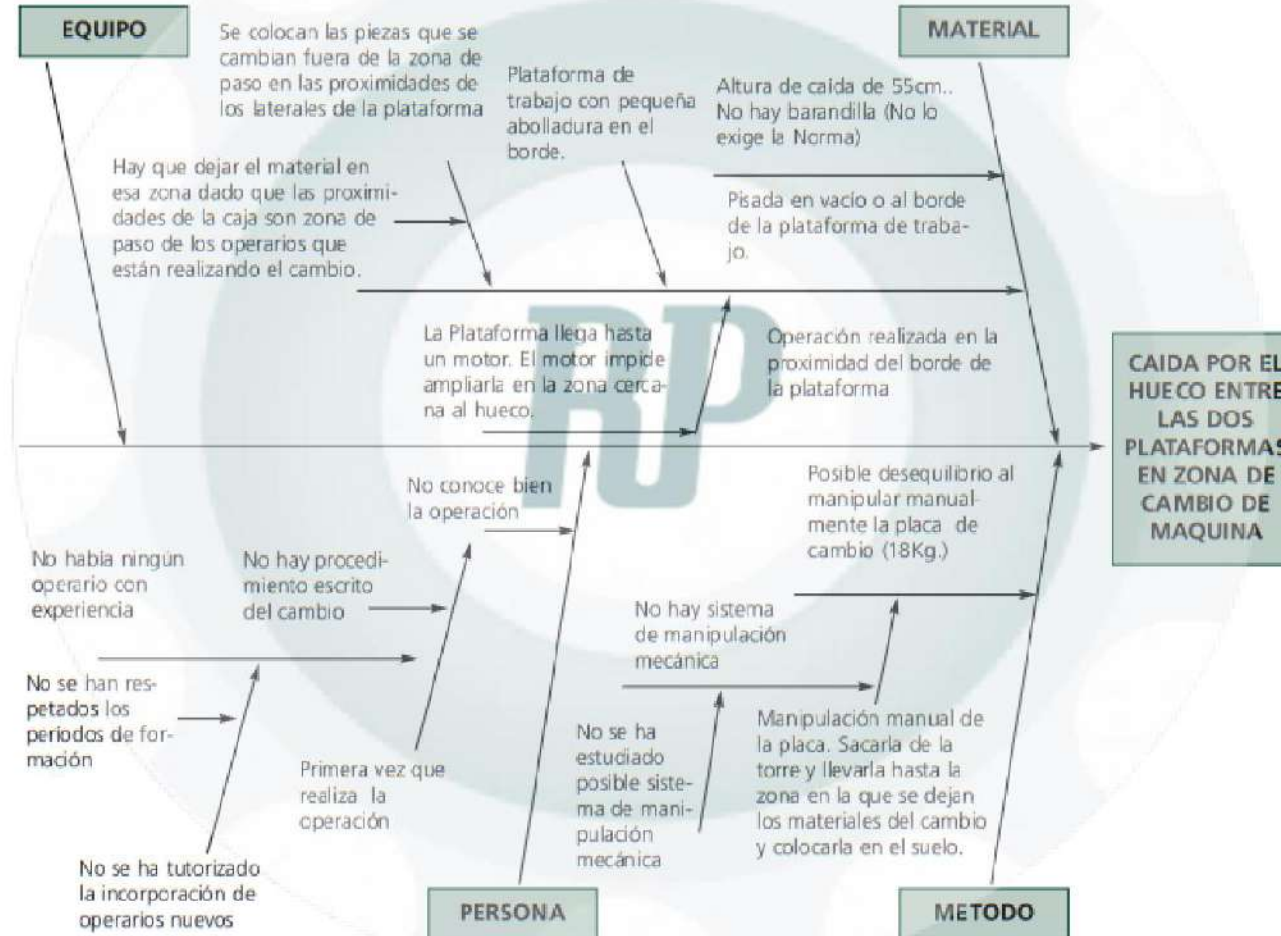 EQUIPO
Se colocan las piezas que se
cambian fuera de la zona de
paso en las proximidades de
los laterales de la plataforma
Plataforma de
trabajo con pequeña
abolladura en el
borde.
MATERIAL
Altura de caida de 55cm..
No hay barandilla (No lo
exige la Norma)
Hay que dejar el material en
esa zona dado que las proximi-
dades de la caja son zona de
paso de los operarios que
están realizando el cambio.
Pisada en vacío o al borde
de la plataforma de traba-
jo.
La Plataforma llega hasta
un motor. El motor impide
ampliarla en la zona cerca-
na al hueco.
Operación realizada en la
proximidad del borde de
la plataforma
RP
CAIDA POR EL
HUECO ENTRE
LAS DOS
PLATAFORMAS
EN ZONA DE
CAMBIO DE
MAQUINA
No conoce bien
la operación
Posible desequilibrio al
manipular manual-
mente la placa de
cambio (18Kg.)
No había ningún
operario con
experiencia
No hay procedi-
miento escrito
del cambio
No hay sistema
de manipulación
mecánica
No se han res-
petados los
periodos de for-
mación
Primera vez que
realiza la
operación
No se ha
estudiado
posible siste-
ma de mani-
pulación
mecánica
Manipulación manual de
la placa. Sacarla de la
torre y llevarla hasta la
zona en la que se dejan
los materiales del cambio
y colocarla en el suelo.
No se ha tutorizado
la incorporación de
operarios nuevos
PERSONA
METODO